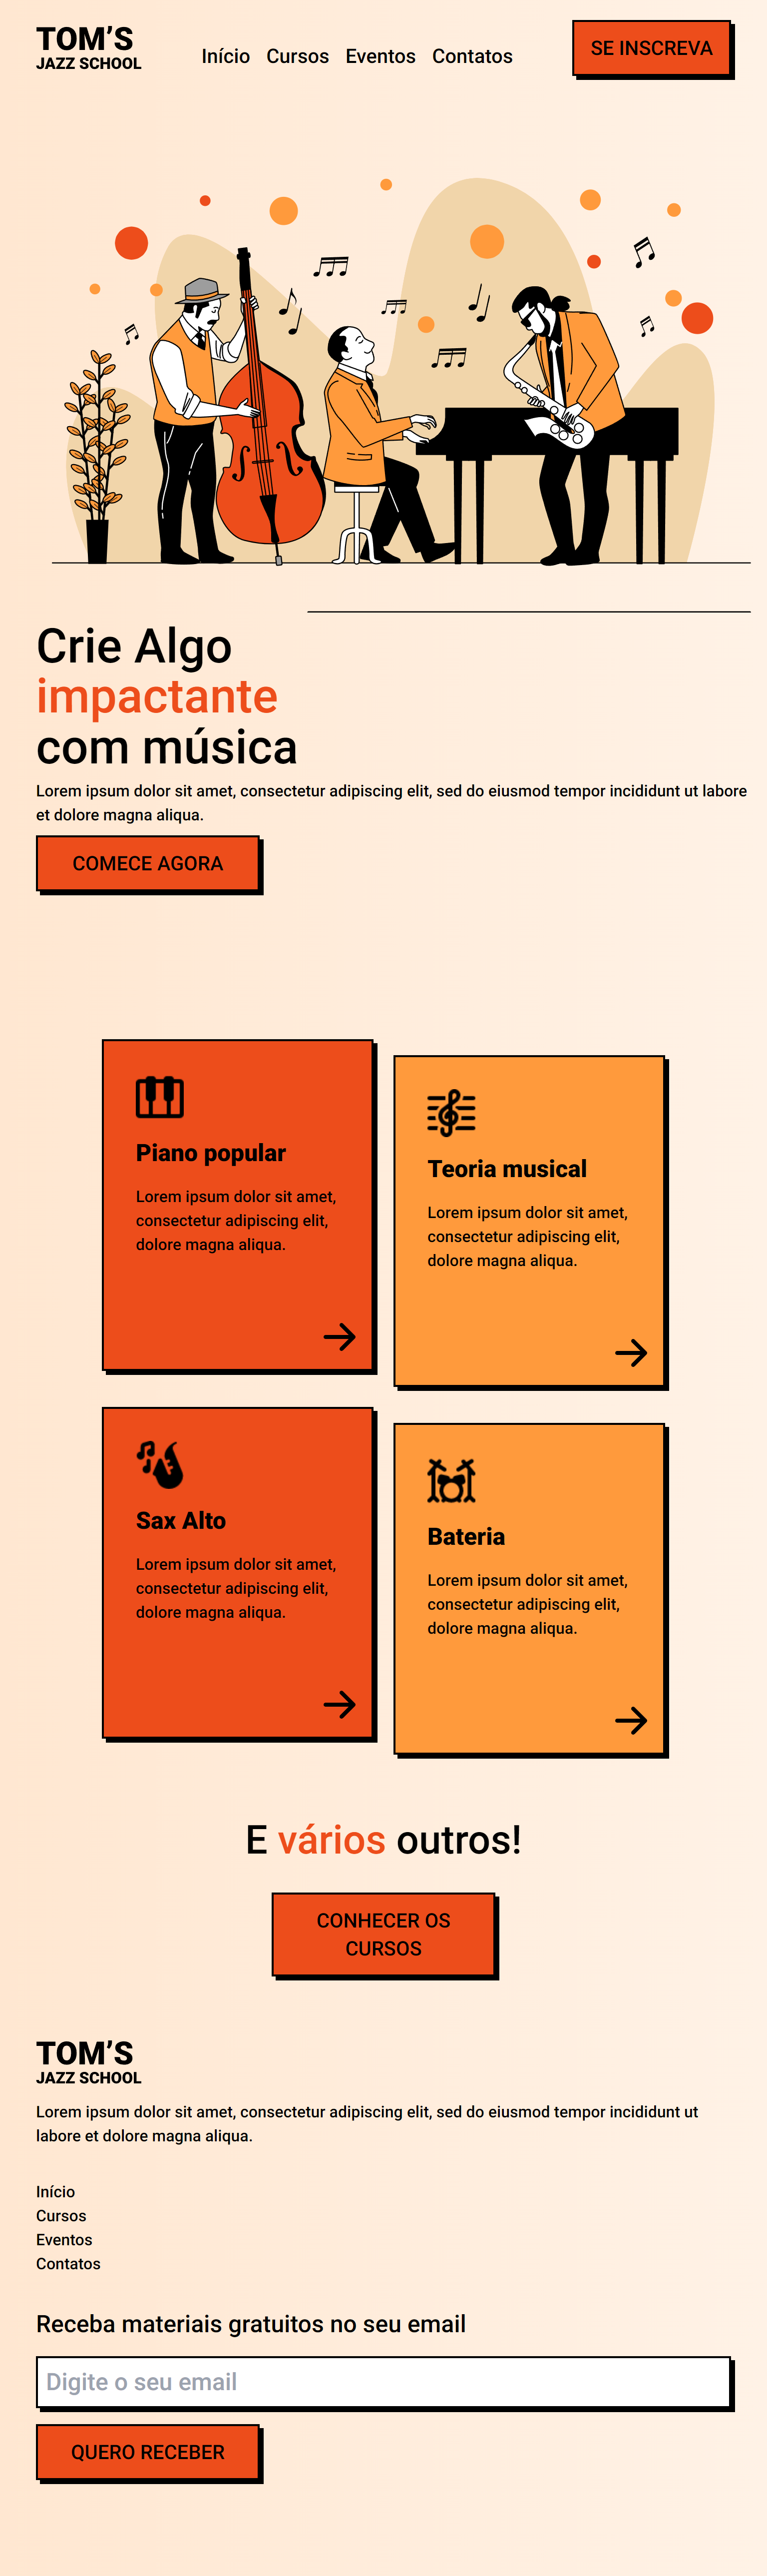 TOM’S
JAZZ SCHOOL
Início Cursos Eventos Contatos
SE INSCREVA
Crie Algo
impactante
com música
Lorem ipsum dolor sit amet, consectetur adipiscing elit, sed do eiusmod tempor incididunt ut labore
et dolore magna aliqua.
COMECE AGORA
Piano popular
Lorem ipsum dolor sit amet,
consectetur adipiscing elit,
dolore magna aliqua.
Teoria musical
Lorem ipsum dolor sit amet,
consectetur adipiscing elit,
dolore magna aliqua.
Sax Alto
Lorem ipsum dolor sit amet,
consectetur adipiscing elit,
dolore magna aliqua.
Bateria
Lorem ipsum dolor sit amet,
consectetur adipiscing elit,
dolore magna aliqua.
E vários outros!
CONHECER OS
CURSOS
TOM’S
JAZZ SCHOOL
Lorem ipsum dolor sit amet, consectetur adipiscing elit, sed do eiusmod tempor incididunt ut
labore et dolore magna aliqua.
Início
Cursos
Eventos
Contatos
Receba materiais gratuitos no seu email
Digite o seu email
QUERO RECEBER